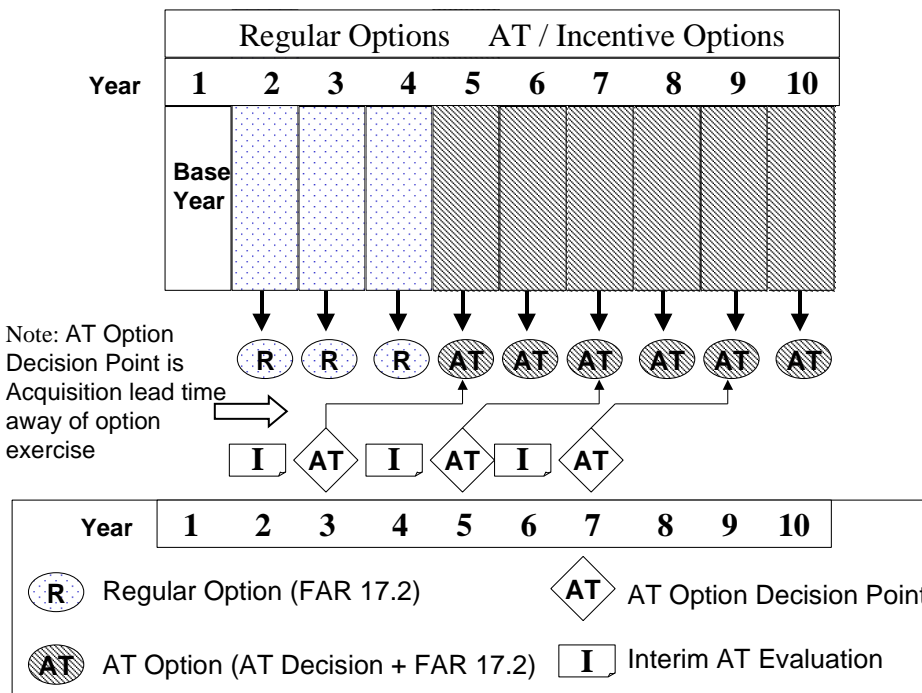 Regular Options AT / Incentive Options
Year 1 2 3 4 5 6 7 8 9 10
Base
Year
R R R AT AT AT AT AT AT
Note: AT Option
Decision Point is
Acquisition lead time
away of option
exercise
I AT I AT I AT
Year 1 2 3 4 5 6 7 8 9 10
R Regular Option (FAR 17.2)
AT AT Option Decision Point
AT AT Option (AT Decision + FAR 17.2)
I Interim AT Evaluation